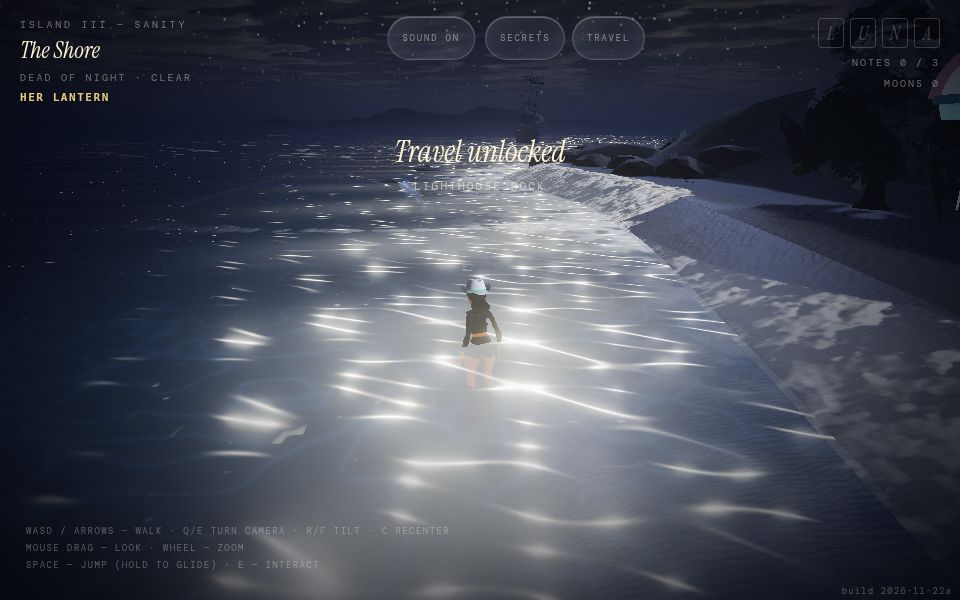 ISLAND III — SANITY
The Shore
DEAD OF NIGHT · CLEAR
HER LANTERN
SOUND ON
SECRETS
TRAVEL
E U N A
NOTES 0 / 3
MOONS 0
Travel unlocked
LIGHTHOUSE ROCK
WASD / ARROWS — WALK · Q/E TURN CAMERA · R/F TILT · C RECENTER
MOUSE DRAG — LOOK · WHEEL — ZOOM
SPACE — JUMP (HOLD TO GLIDE) · E — INTERACT
build 2026-11-22a